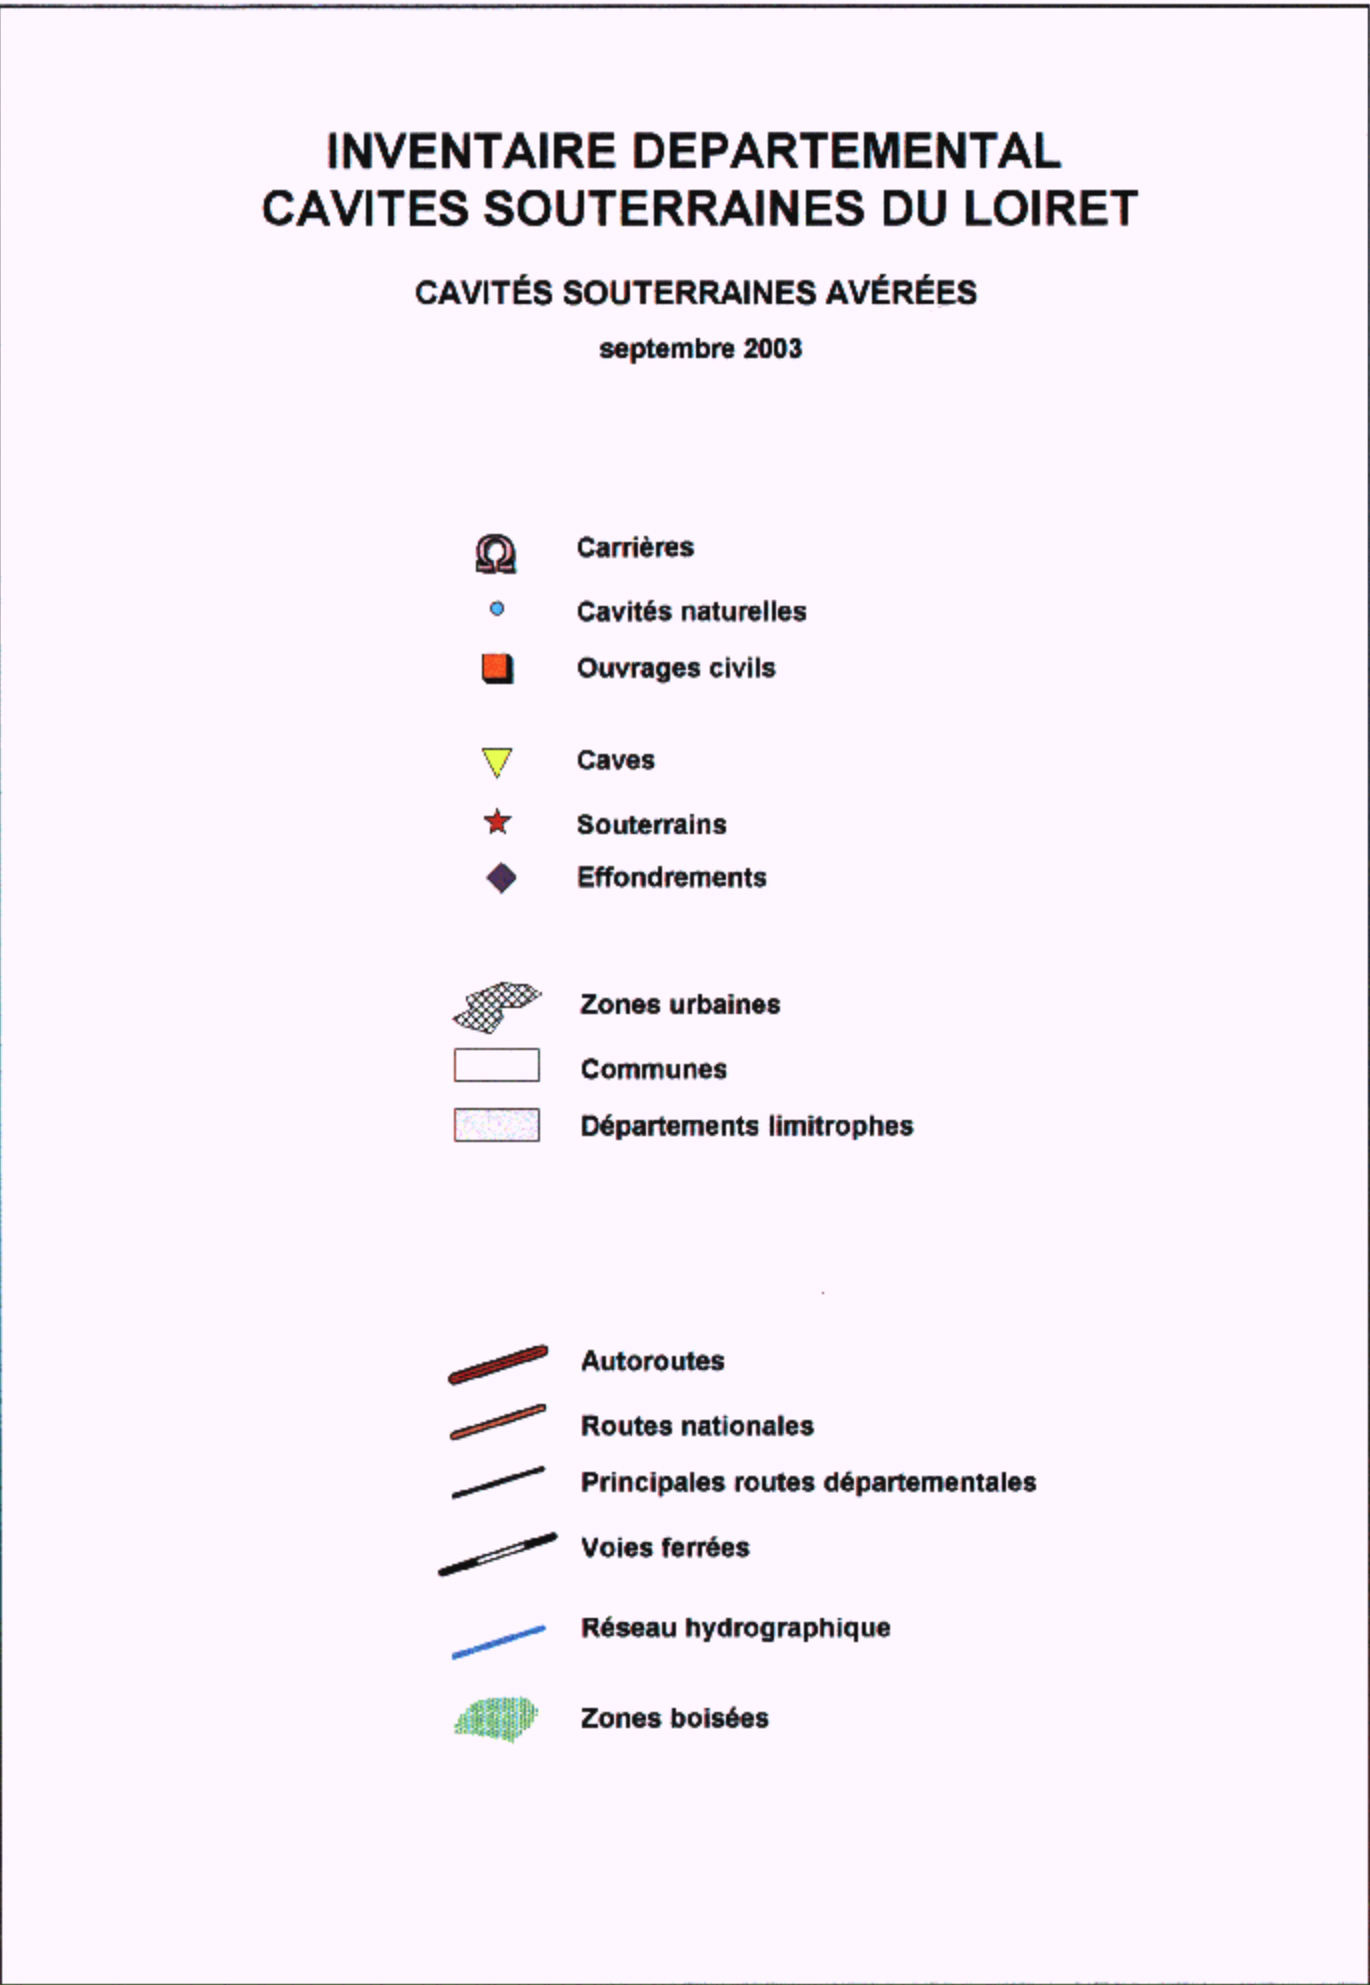 INVENTAIRE DEPARTEMENTAL
CAVITES SOUTERRAINES DU LOIRET
CAVITÉS SOUTERRAINES AVÉRÉES
septembre 2003
Carrières
Cavités naturelles
Ouvrages civils
Caves
Souterrains
Effondrements
Zones urbaines
Communes
Départements limitrophes
Autoroutes
Routes nationales
Principales routes départementales
Voies ferrées
Réseau hydrographique
Zones boisées